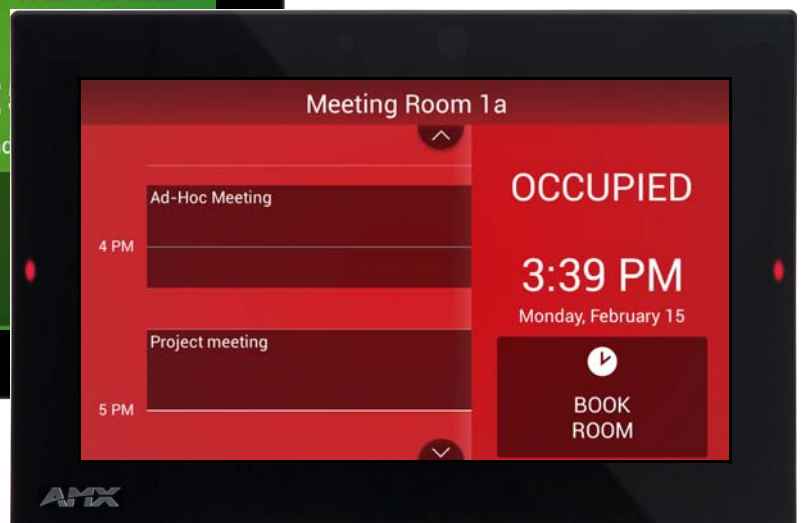 Meeting Room 1a
Ad-Hoc Meeting
4 PM
Project meeting
5 PM
OCCUPIED
3:39 PM
Monday, February 15
BOOK
ROOM
AMX